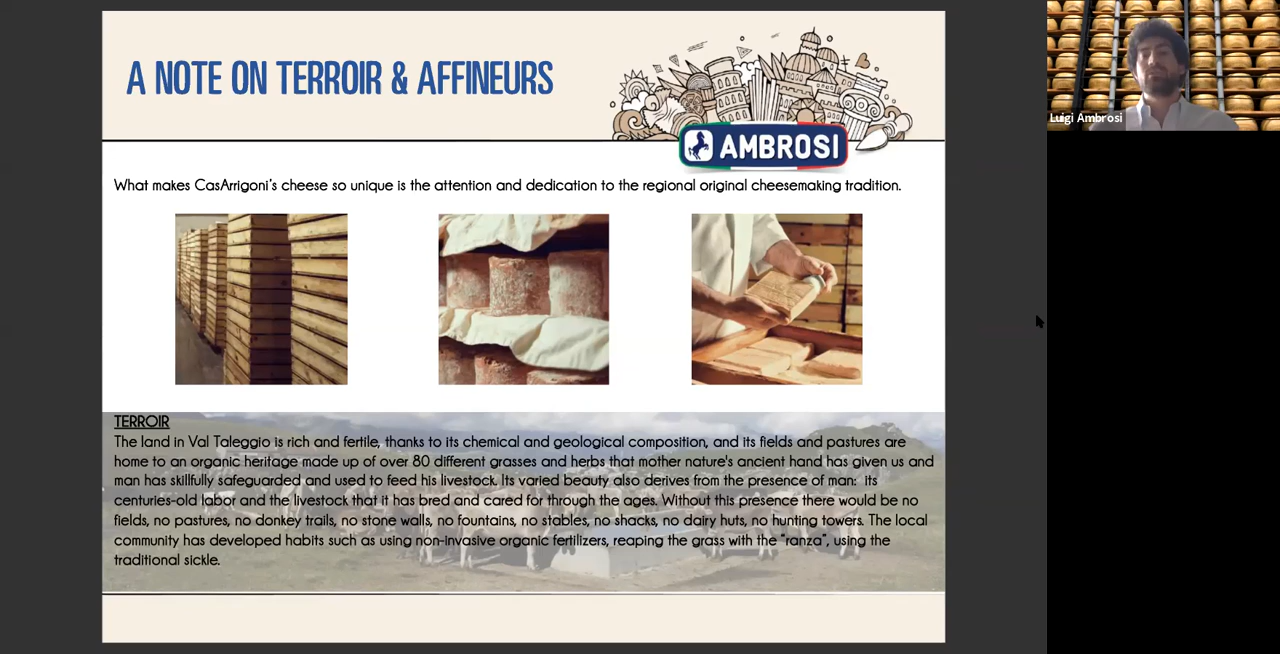 A NOTE ON TERROIR & AFFINEURS
AMBROSI
Luigi Ambrosi
What makes CasArrigoni's cheese so unique is the attention and dedication to the regional original cheesemaking tradition.
TERROIR
The land in Val Taleggio is rich and fertile, thanks to its chemical and geological composition, and its fields and pastures are
home to an organic heritage made up of over 80 different grasses and herbs that mother nature's ancient hand has given us and
man has skillfully safeguarded and used to feed his livestock. Its varied beauty also derives from the presence of man: its
centuries-old labor and the livestock that it has bred and cared for through the ages. Without this presence there would be no
fields, no pastures, no donkey trails, no stone walls, no fountains, no stables, no shacks, no dairy huts, no hunting towers. The local
community has developed habits such as using non-invasive organic fertilizers, reaping the grass with the "ranza", using the
traditional sickle.